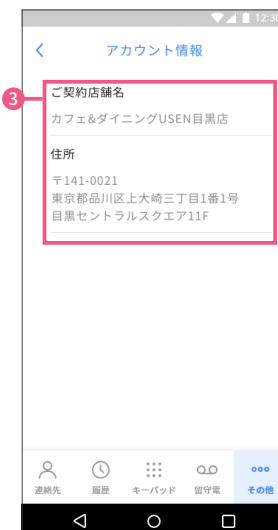 12:30
アカウント情報
3
ご契約店舗名
カフェ&ダイニングUSEN目黒店
住所
〒141-0021
東京都品川区上大崎三丁目1番1号
目黒セントラルスクエア11F
連絡先 履歴 キーパッド 留守電 その他